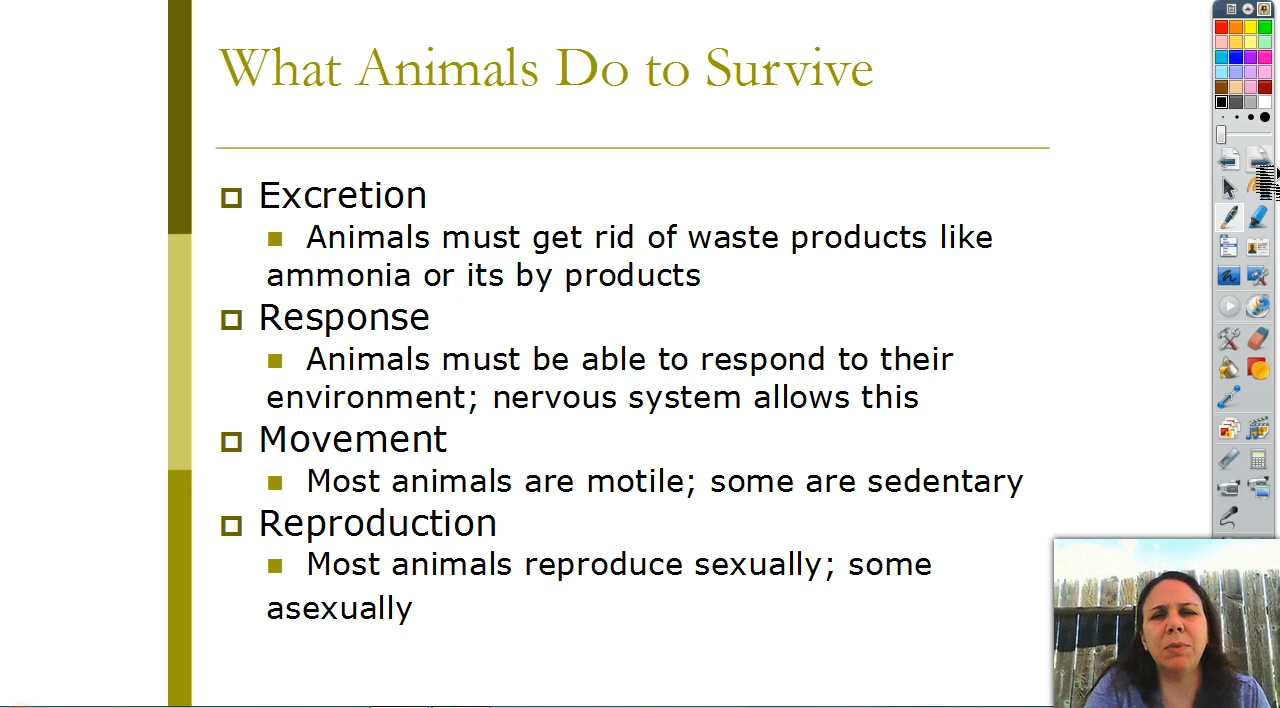 What Animals Do to Survive
Excretion
Animals must get rid of waste products like
ammonia or its by products
Response
Animals must be able to respond to their
environment; nervous system allows this
Movement
Most animals are motile; some are sedentary
Reproduction
Most animals reproduce sexually; some
asexually